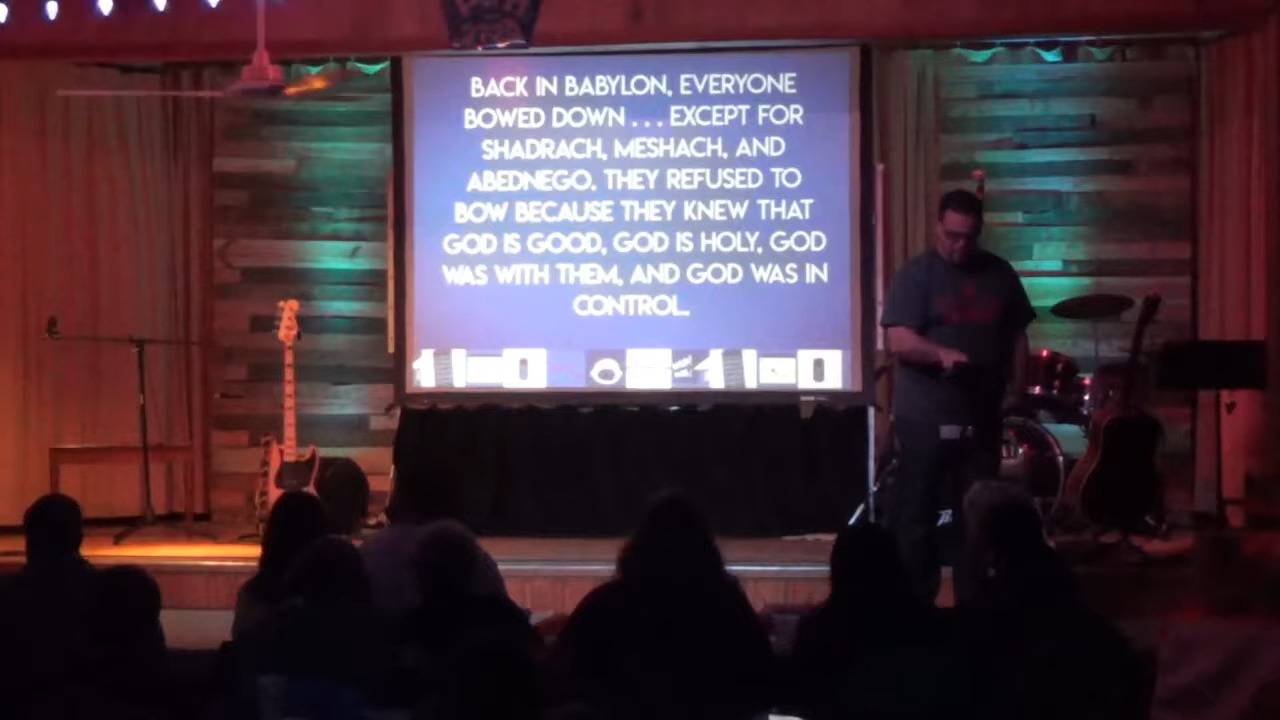 BACK IN BABYLON, EVERYONE
BOWED DOWN . . . EXCEPT FOR
SHADRACH, MESHACH, AND
ABEDNEGO. THEY REFUSED TO
BOW BECAUSE THEY KNEW THAT
GOD IS GOOD, GOD IS HOLY, GOD
WAS WITH THEM, AND GOD WAS IN
CONTROL.